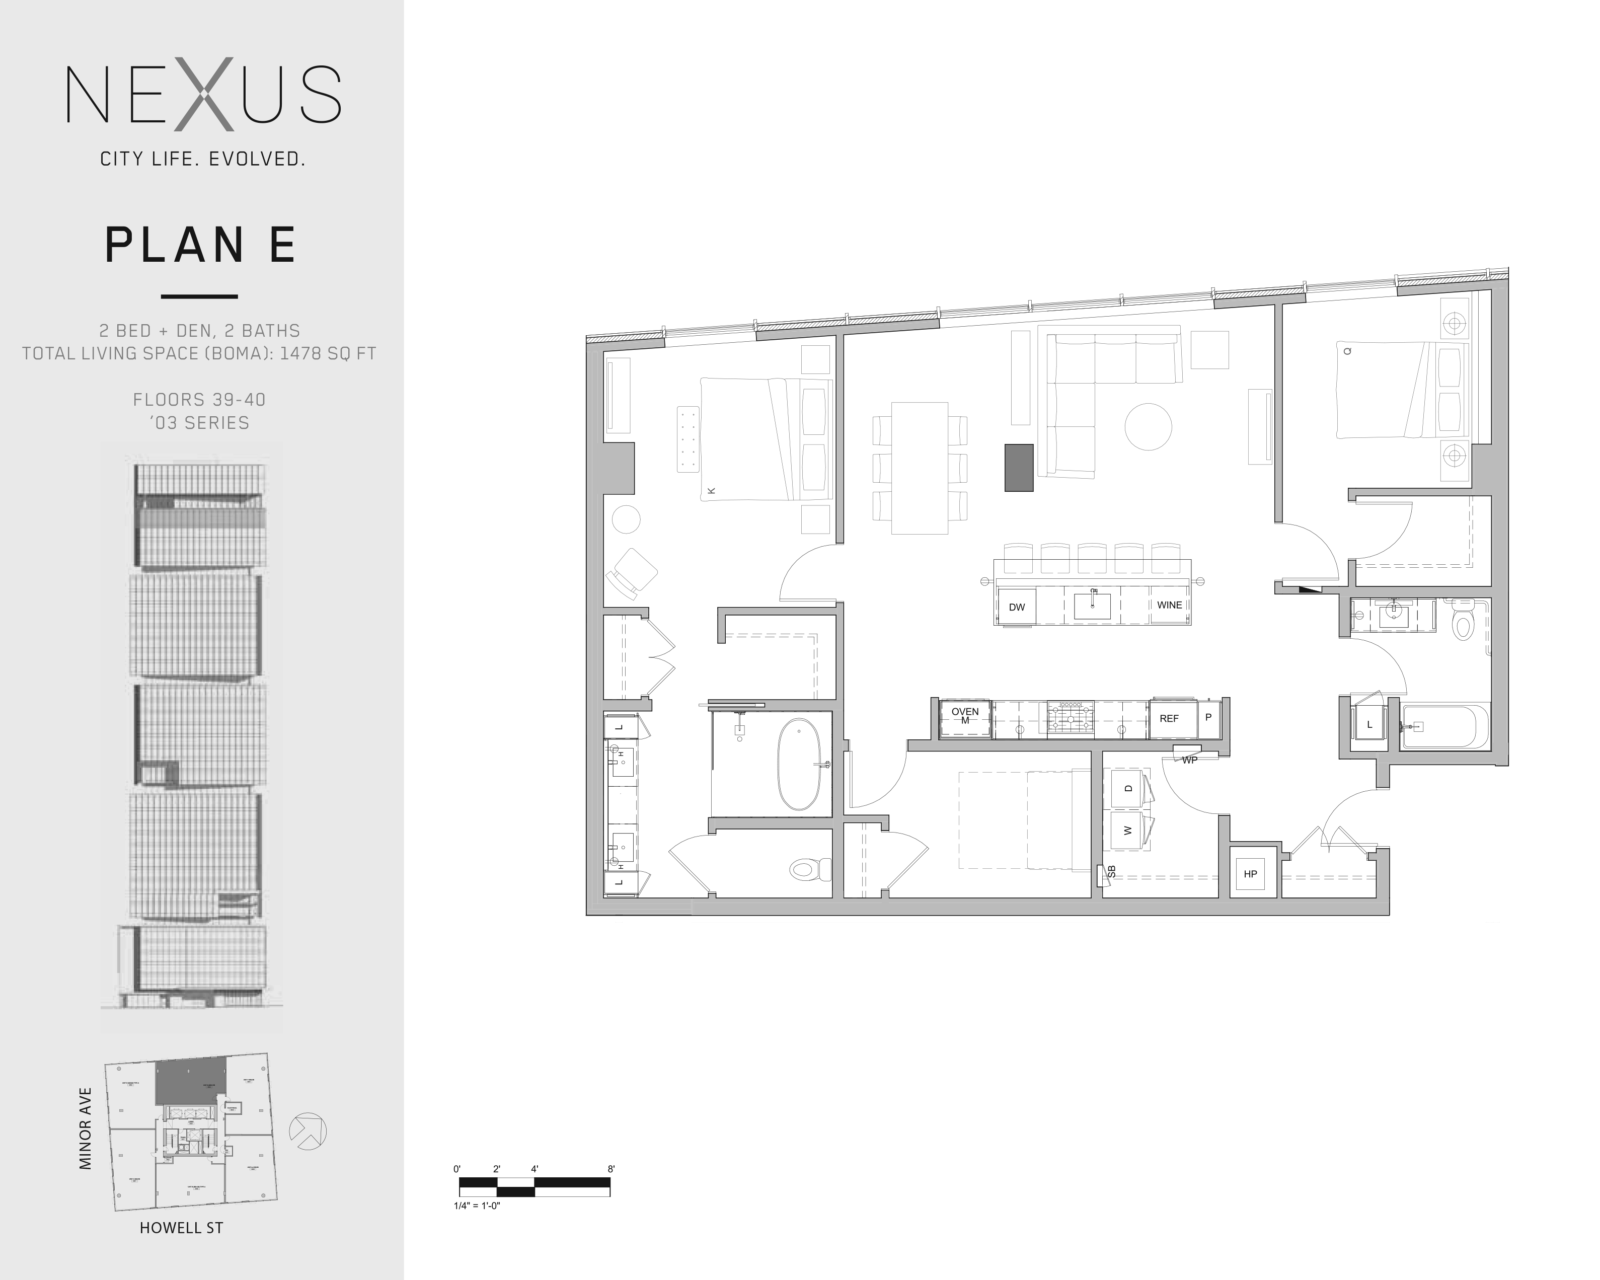 NEXUS
CITY LIFE. EVOLVED.
PLAN E
2 BED + DEN, 2 BATHS
TOTAL LIVING SPACE (BOMA): 1478 SQ FT
FLOORS 39-40
‘03 SERIES
MINOR AVE
HOWELL ST
K
Q
DW
WINE
OVEN
M
REF
P
L
L
H
H
L
WP
D
W
SB
HP
0'
2'
4'
8'
1/4" = 1'-0"